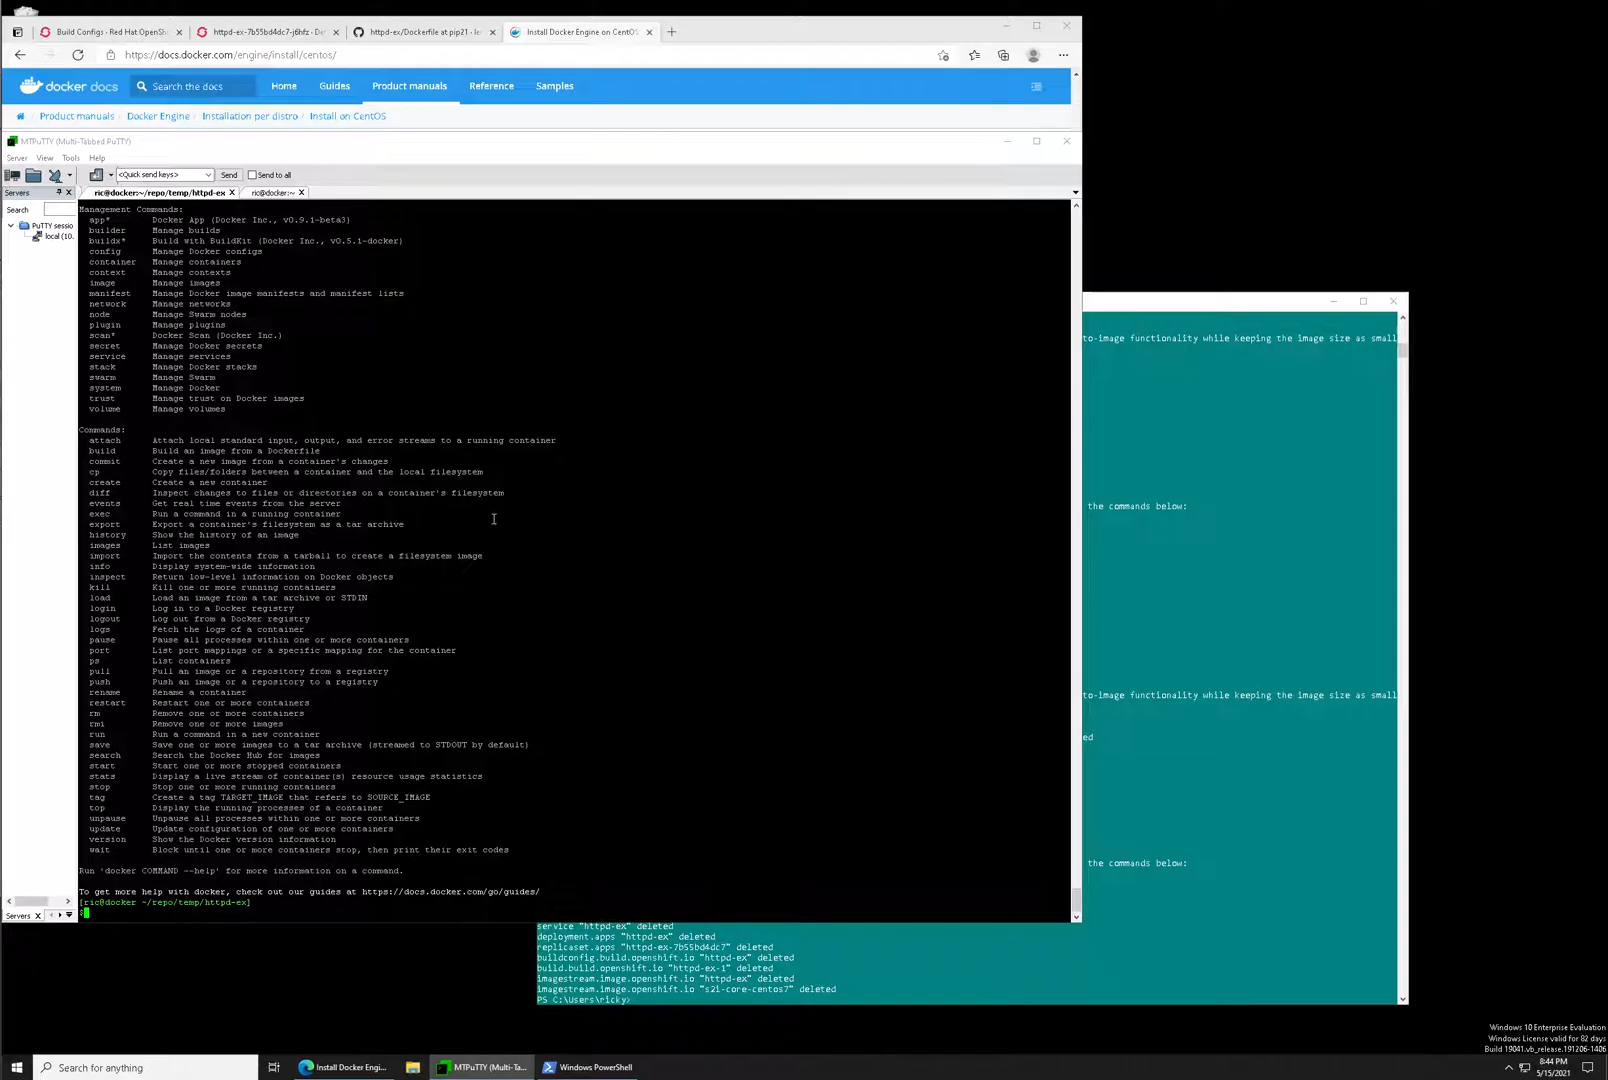 Build Configs · Red Hat OpenShi
httpd-ex-7b55bd4dc7-j6hfz · De
httpd-ex/Dockerfile at pip21 · le
Install Docker Engine on CentOS
https://docs.docker.com/engine/install/centos/
docker docs
Search the docs
Home
Guides
Product manuals
Reference
Samples
Product manuals
Docker Engine
Installation per distro
Install on CentOS
MTPuTTY (Multi-Tabbed PuTTY)
Server View Tools Help
<Quick send keys>
Send
Send to all
Servers
ric@docker:~/repo/temp/httpd-ex
ric@docker:~
Search
PuTTY sessio
local (10.
Management Commands:
app* Docker App (Docker Inc., v0.9.1-beta3)
builder Manage builds
buildx* Build with BuildKit (Docker Inc., v0.5.1-docker)
config Manage Docker configs
container Manage containers
context Manage contexts
image Manage images
manifest Manage Docker image manifests and manifest lists
network Manage networks
node Manage Swarm nodes
plugin Manage plugins
scan* Docker Scan (Docker Inc.)
secret Manage Docker secrets
service Manage services
stack Manage Docker stacks
swarm Manage Swarm
system Manage Docker
trust Manage trust on Docker images
volume Manage volumes
Commands:
attach Attach local standard input, output, and error streams to a running container
build Build an image from a Dockerfile
commit Create a new image from a container's changes
cp Copy files/folders between a container and the local filesystem
create Create a new container
diff Inspect changes to files or directories on a container's filesystem
events Get real time events from the server
exec Run a command in a running container
export Export a container's filesystem as a tar archive
history Show the history of an image
images List images
import Import the contents from a tarball to create a filesystem image
info Display system-wide information
inspect Return low-level information on Docker objects
kill Kill one or more running containers
load Load an image from a tar archive or STDIN
login Log in to a Docker registry
logout Log out from a Docker registry
logs Fetch the logs of a container
pause Pause all processes within one or more containers
port List port mappings or a specific mapping for the container
ps List containers
pull Pull an image or a repository from a registry
push Push an image or a repository to a registry
rename Rename a container
restart Restart one or more containers
rm Remove one or more containers
rmi Remove one or more images
run Run a command in a new container
save Save one or more images to a tar archive (streamed to STDOUT by default)
search Search the Docker Hub for images
start Start one or more stopped containers
stats Display a live stream of container(s) resource usage statistics
stop Stop one or more running containers
tag Create a tag TARGET_IMAGE that refers to SOURCE_IMAGE
top Display the running processes of a container
unpause Unpause all processes within one or more containers
update Update configuration of one or more containers
version Show the Docker version information
wait Block until one or more containers stop, then print their exit codes
Run 'docker COMMAND --help' for more information on a command.
To get more help with docker, check out our guides at https://docs.docker.com/go/guides/
[ric@docker ~/repo/temp/httpd-ex]
$
Servers
to-image functionality while keeping the image size as small
the commands below:
to-image functionality while keeping the image size as small
ed
the commands below:
service "httpd-ex" deleted
deployment.apps "httpd-ex" deleted
replicaset.apps "httpd-ex-7b55bd4dc7" deleted
buildconfig.build.openshift.io "httpd-ex" deleted
build.build.openshift.io "httpd-ex-1" deleted
imagestream.image.openshift.io "httpd-ex" deleted
imagestream.image.openshift.io "s2i-core-centos7" deleted
PS C:\Users\ricky>
Windows 10 Enterprise Evaluation
Windows License valid for 82 days
Build 19041.vb_release.191206-1406
Search for anything
Install Docker Engi...
MTPuTTY (Multi-Ta...
Windows PowerShell
8:44 PM
5/15/2021